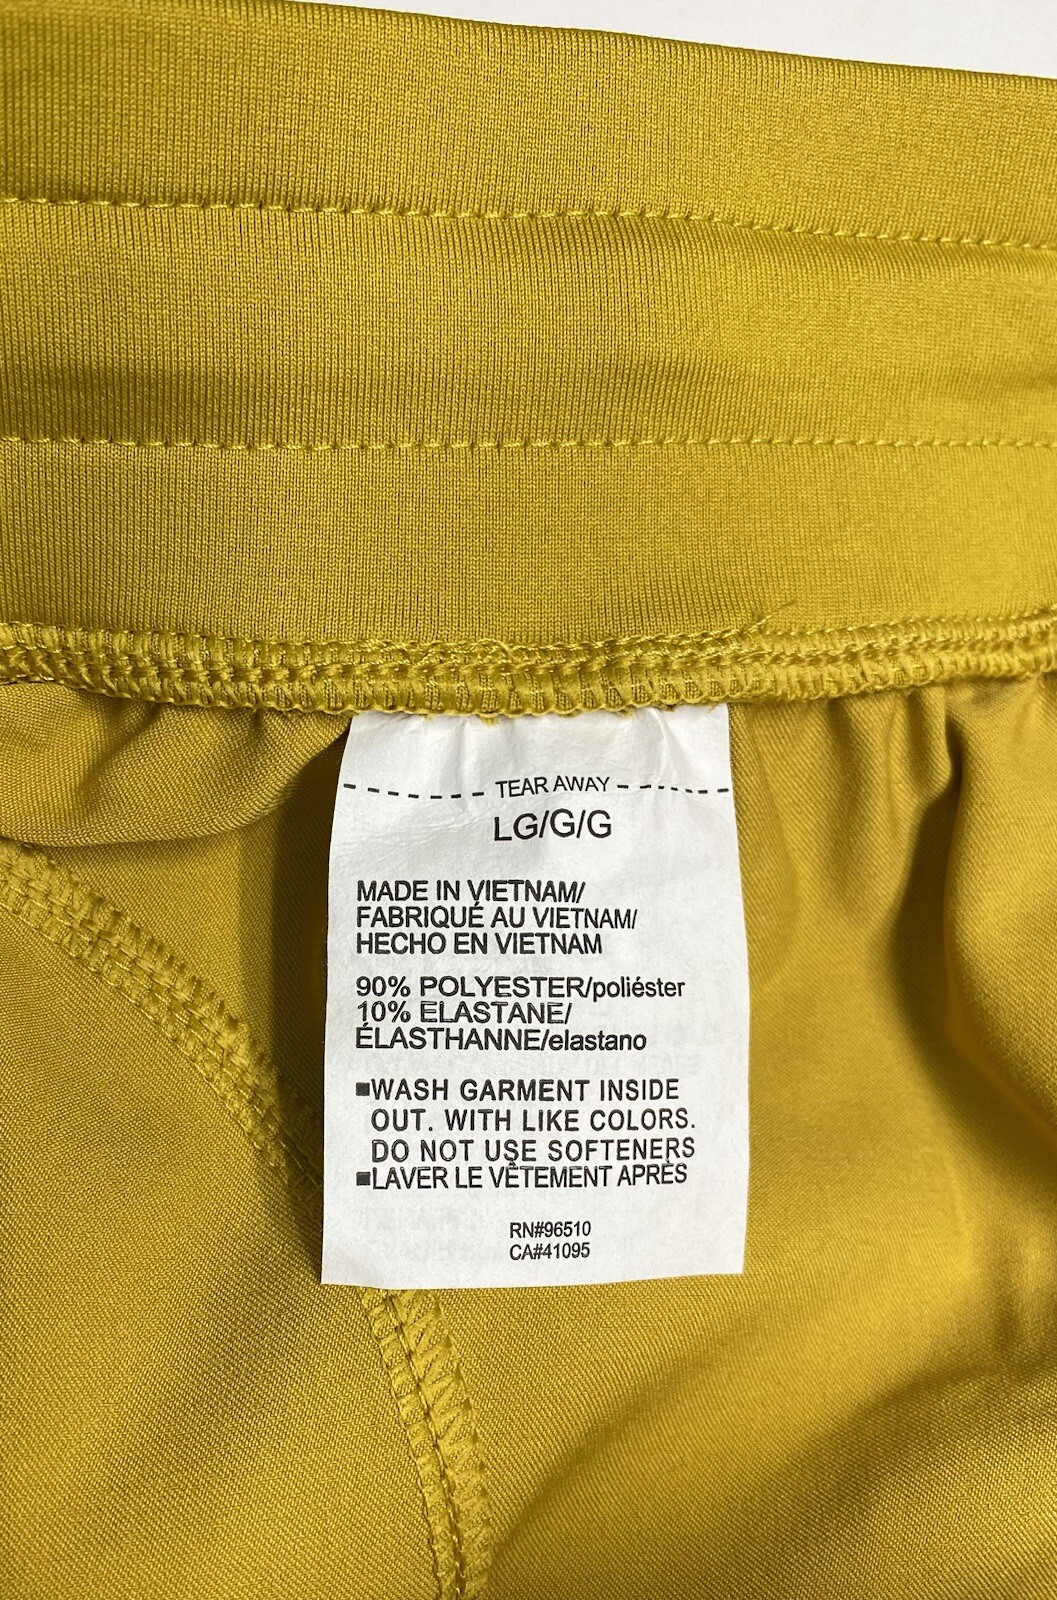 TEAR AWAY
LG/G/G
MADE IN VIETNAM/
FABRIQUÉ AU VIETNAM/
HECHO EN VIETNAM
90% POLYESTER/poliéster
10% ELASTANE/
ÉLASTHANNE/elastano
■WASH GARMENT INSIDE
OUT. WITH LIKE COLORS.
DO NOT USE SOFTENERS
■LAVER LE VÊTEMENT APRÈS
RN#96510
CA#41095